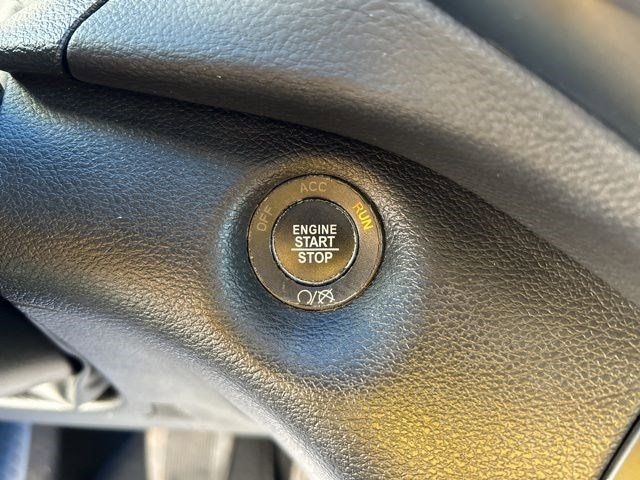 OFF ACC RUN
ENGINE
START
STOP